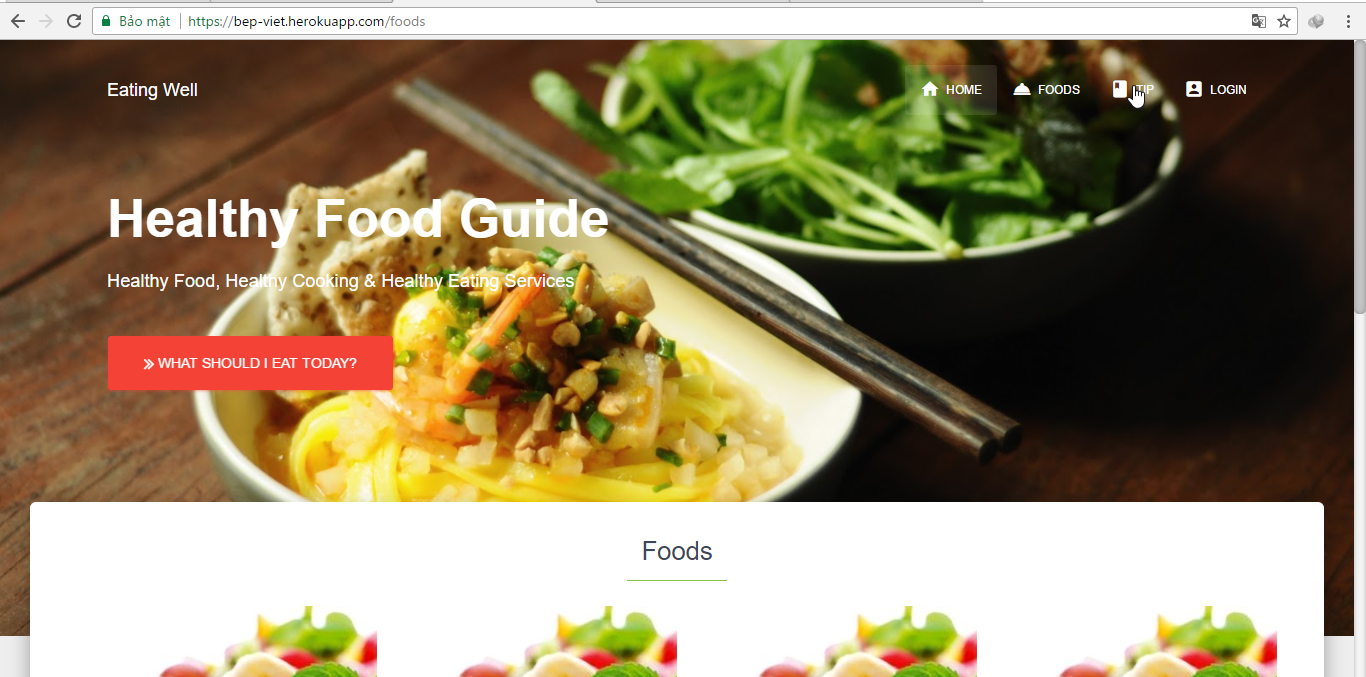 Bảo mật
https://bep-viet.herokuapp.com/foods
Eating Well
HOME
FOODS
TIP
LOGIN
Healthy Food Guide
Healthy Food, Healthy Cooking & Healthy Eating Services
WHAT SHOULD I EAT TODAY?
Foods